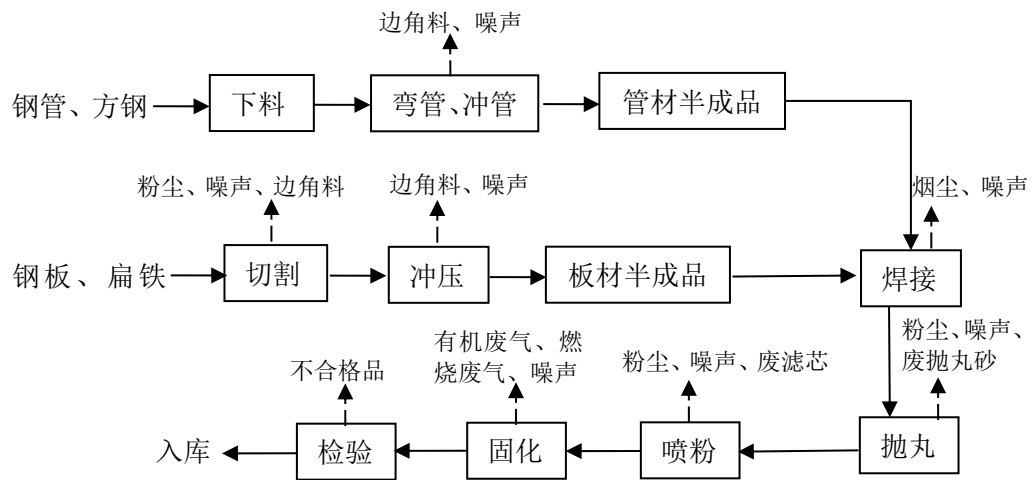 边角料、噪声
钢管、方钢
下料
弯管、冲管
管材半成品
粉尘、噪声、边角料
边角料、噪声
烟尘、噪声
钢板、扁铁
切割
冲压
板材半成品
焊接
粉尘、噪声、
废抛丸砂
有机废气、燃
烧废气、噪声
粉尘、噪声、废滤芯
不合格品
入库
检验
固化
喷粉
抛丸